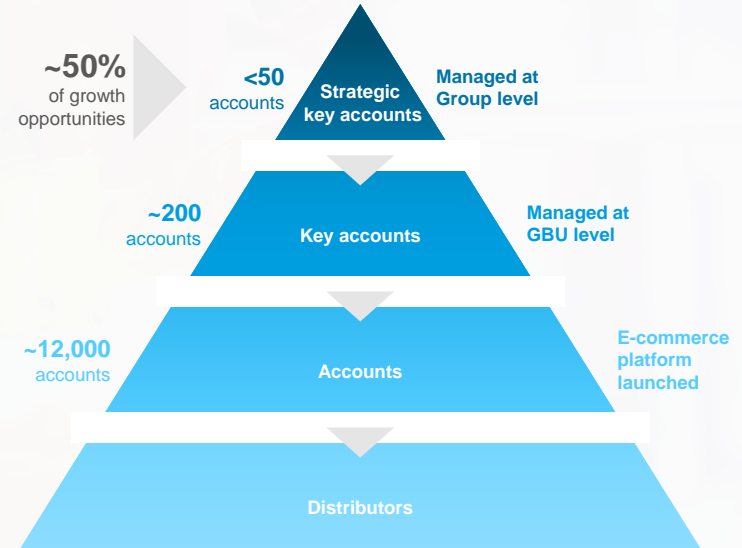 ~50%
of growth
opportunities
<50
accounts
Strategic
key accounts
Managed at
Group level
~200
accounts
Key accounts
Managed at
GBU level
~12,000
accounts
Accounts
E-commerce
platform
launched
Distributors